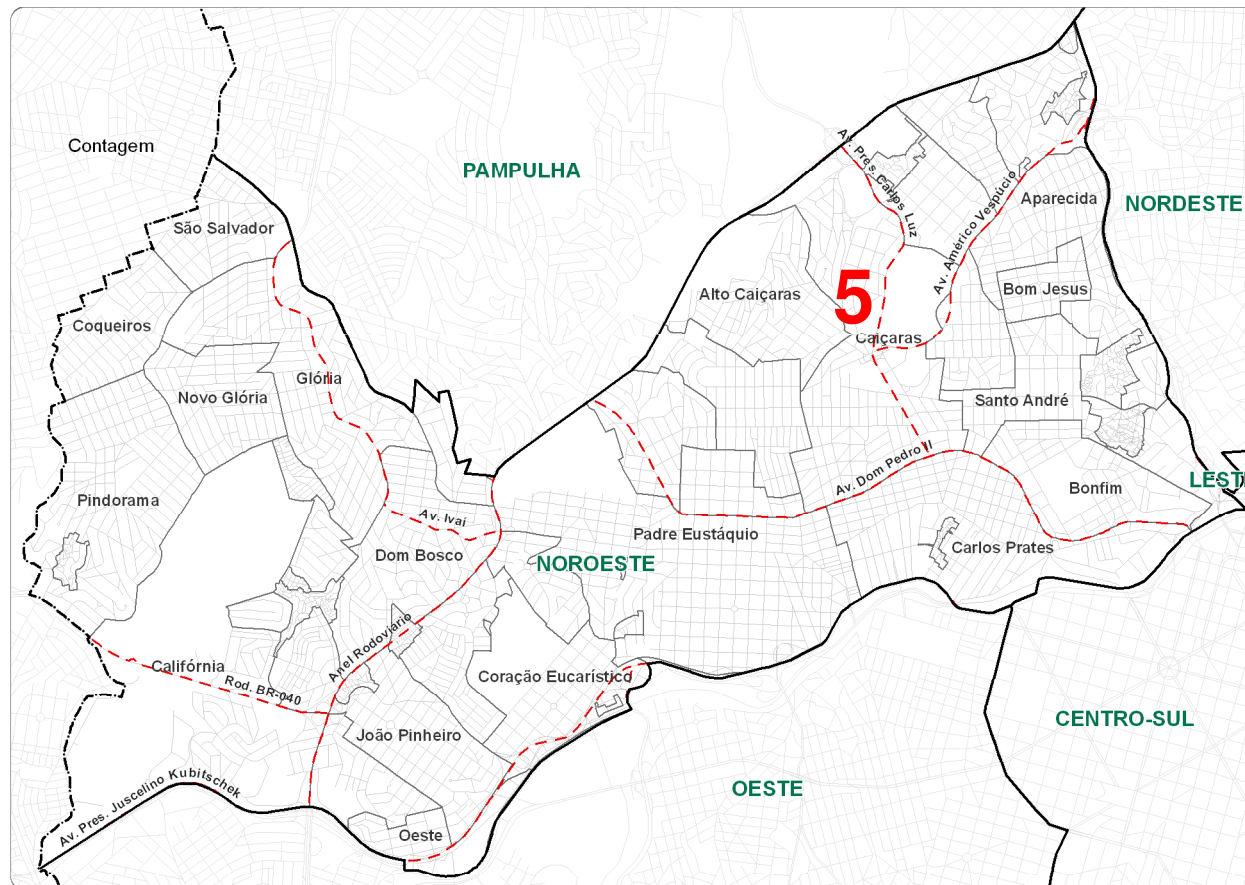 Contagem
PAMPULHA
Av. Pres. Carlos Luz
Av. Américo Vespúcio
Aparecida
NORDESTE
São Salvador
Alto Caiçaras
5
Bom Jesus
Coqueiros
Caiçaras
Glória
Novo Glória
Santo André
Pindorama
Av. Dom Pedro II
Bonfim
LEST
Av. Ivaí
Padre Eustáquio
Dom Bosco
NOROESTE
Carlos Prates
Anel Rodoviário
Califórnia
Rod. BR-040
Coração Eucarístico
João Pinheiro
CENTRO-SUL
Av. Pres. Juscelino Kubitschek
OESTE
Oeste